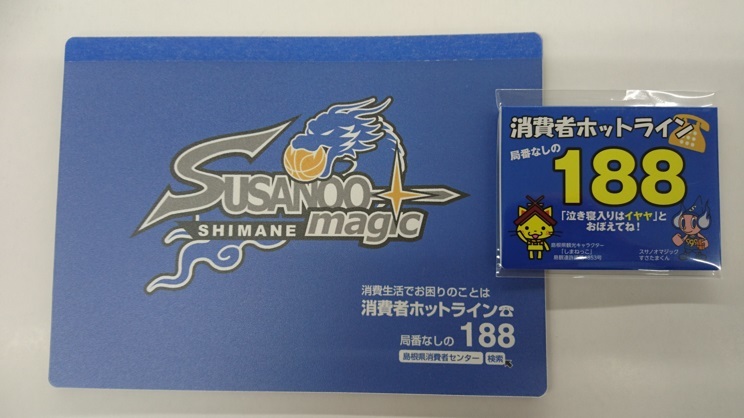 SUSANOO
SHIMANE
magic
消費生活でお困りのことは
消費者ホットライン☎
局番なしの 188
島根県消費者センター 検索
消費者ホットライン
局番なしの
188
「泣き寝入りはイヤヤ」と
おぼえてね!
島根県観光キャラクター
「しまねっこ」
スサノオマジック
すさたまくん